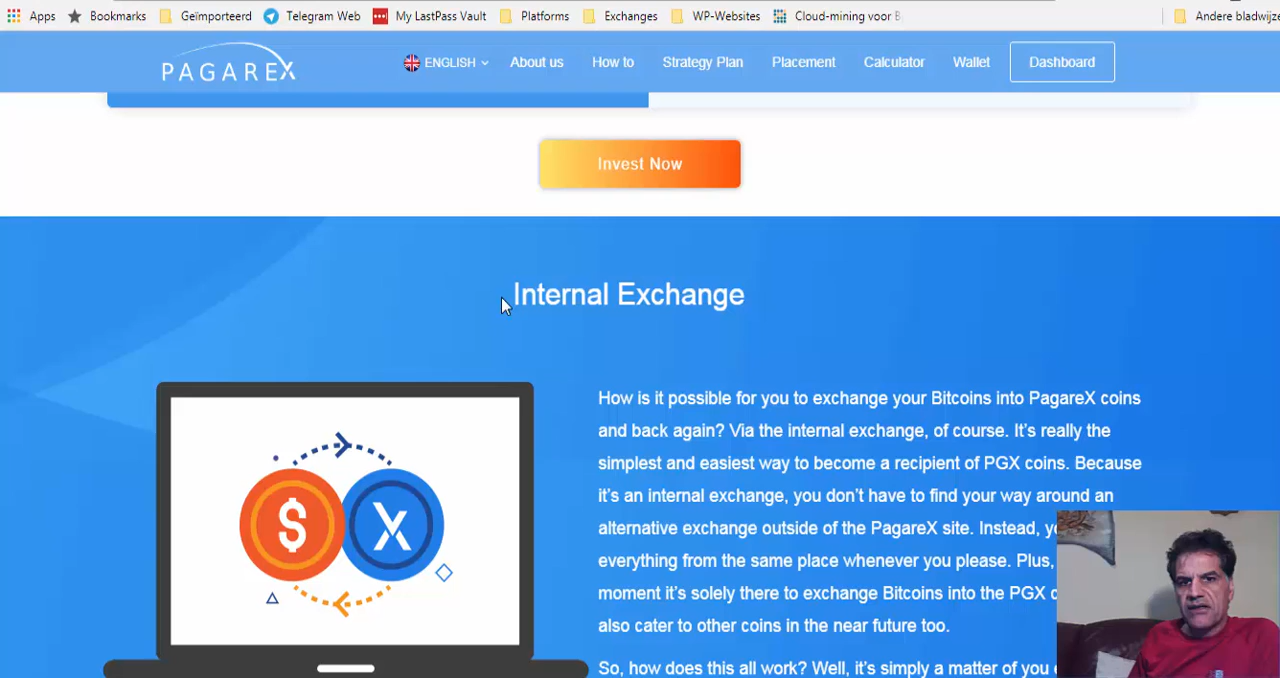 Apps Bookmarks Geïmporteerd Telegram Web My LastPass Vault Platforms Exchanges WP-Websites Cloud-mining voor Andere bladwijze
PAGAREX ENGLISH About us How to Strategy Plan Placement Calculator Wallet Dashboard
Invest Now
Internal Exchange
How is it possible for you to exchange your Bitcoins into PagareX coins
and back again? Via the internal exchange, of course. It's really the
simplest and easiest way to become a recipient of PGX coins. Because
it's an internal exchange, you don't have to find your way around an
alternative exchange outside of the PagareX site. Instead,
everything from the same place whenever you please. Plus,
moment it's solely there to exchange Bitcoins into the PGX
also cater to other coins in the near future too.
So, how does this all work? Well, it's simply a matter of you
$ X